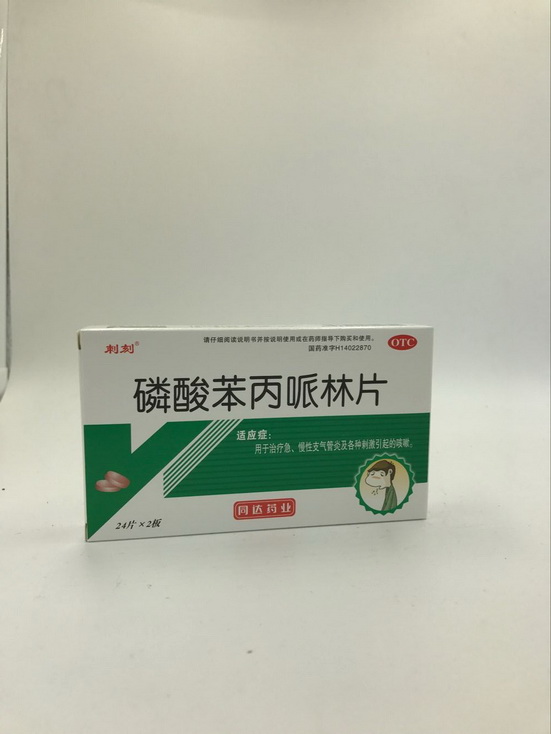 刺刻®
请仔细阅读说明书并按说明使用或在药师指导下购买和使用。
国药准字H14022870
OTC
磷酸苯丙哌林片
适应症：
用于治疗急、慢性支气管炎及各种刺激引起的咳嗽。
同达药业
24片×2板